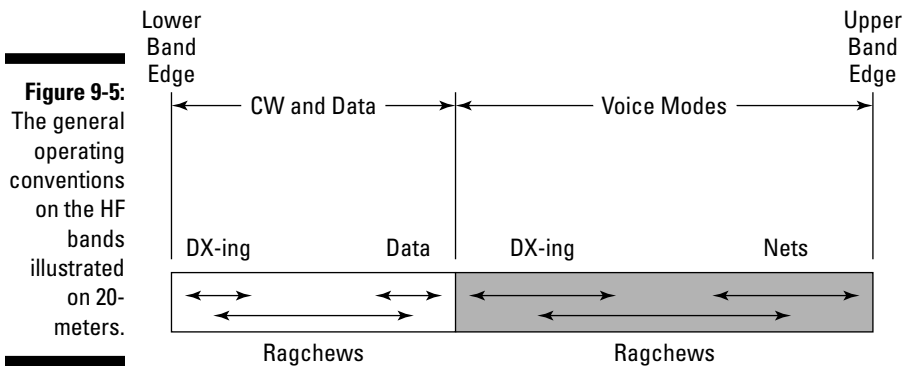 Figure 9-5:
The general
operating
conventions
on the HF
bands
illustrated
on 20-
meters.
Lower
Band
Edge
Upper
Band
Edge
CW and Data
Voice Modes
DX-ing
Data
DX-ing
Nets
Ragchews
Ragchews